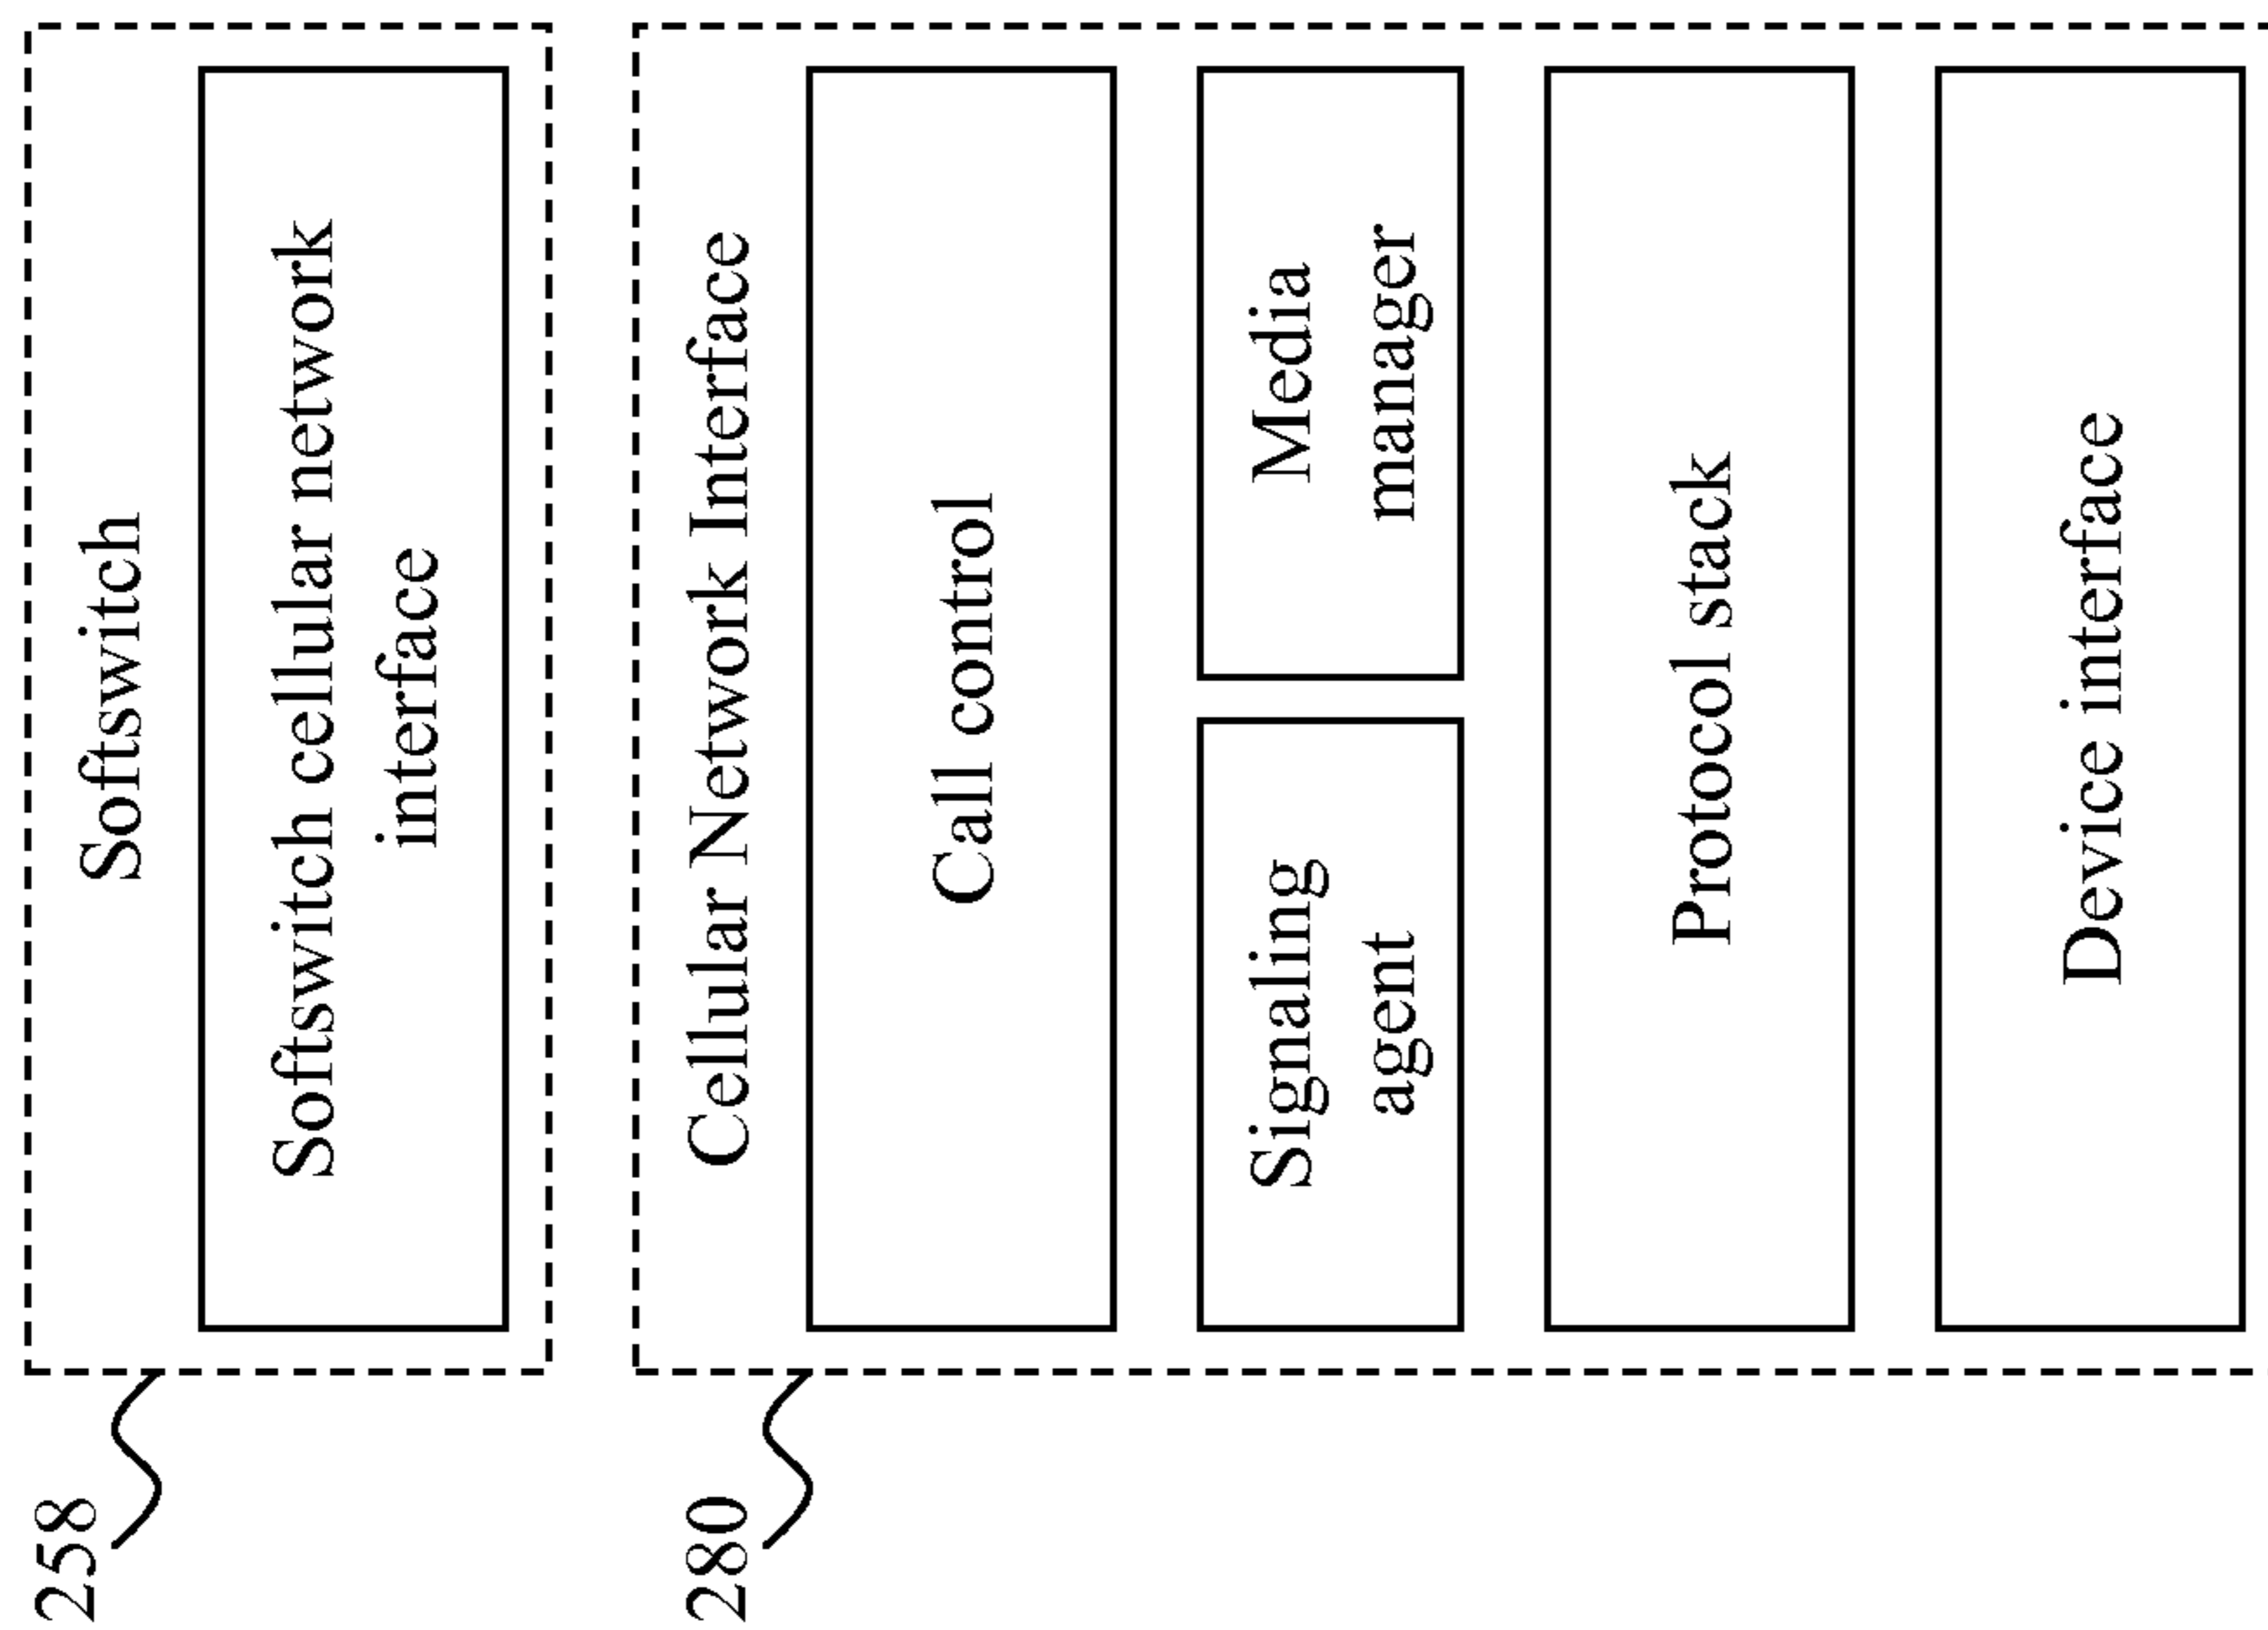 258
Softswitch
Softswitch cellular network
interface
280
Cellular Network Interface
Call control
Signaling
agent
Media
manager
Protocol stack
Device interface